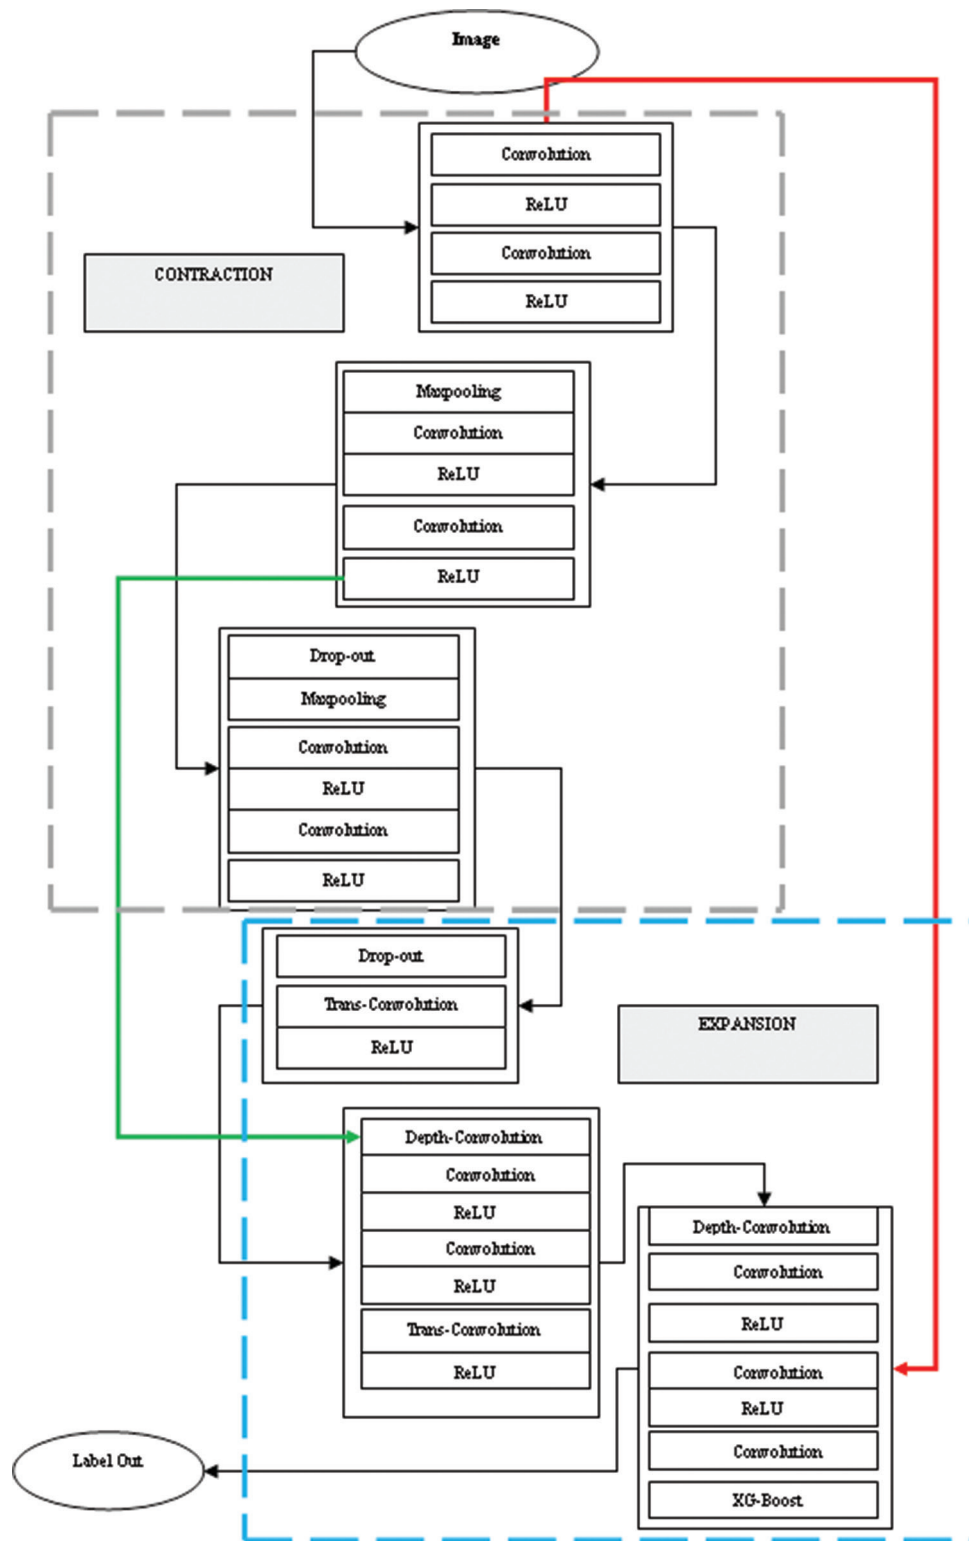 Image
Convolution
ReLU
Convolution
ReLU
CONTRACTION
Maxpooling
Convolution
ReLU
Convolution
ReLU
Drop-out
Maxpooling
Convolution
ReLU
Convolution
ReLU
Drop-out
Trans-Convolution
ReLU
EXPANSION
Depth-Convolution
Convolution
ReLU
Convolution
ReLU
Trans-Convolution
ReLU
Depth-Convolution
Convolution
ReLU
Convolution
ReLU
Convolution
XG-Boost
Label Out